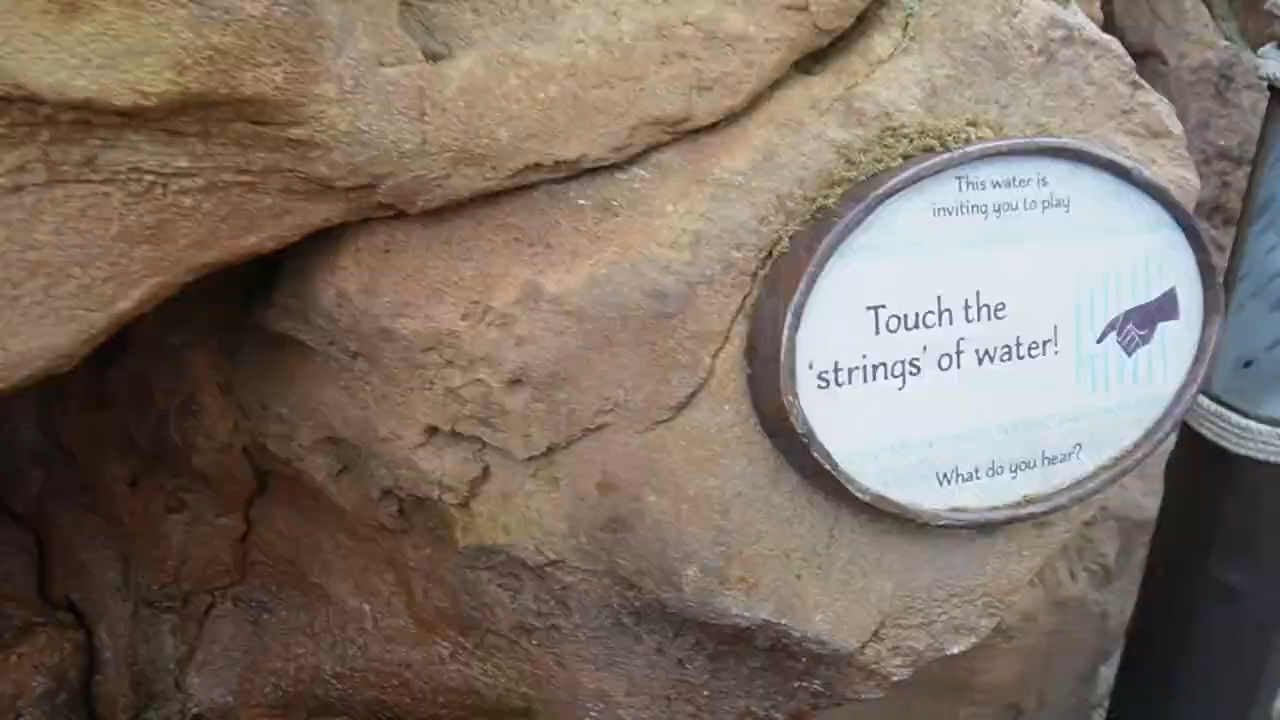 This water is
inviting you to play
Touch the
'strings' of water!
What do you hear?